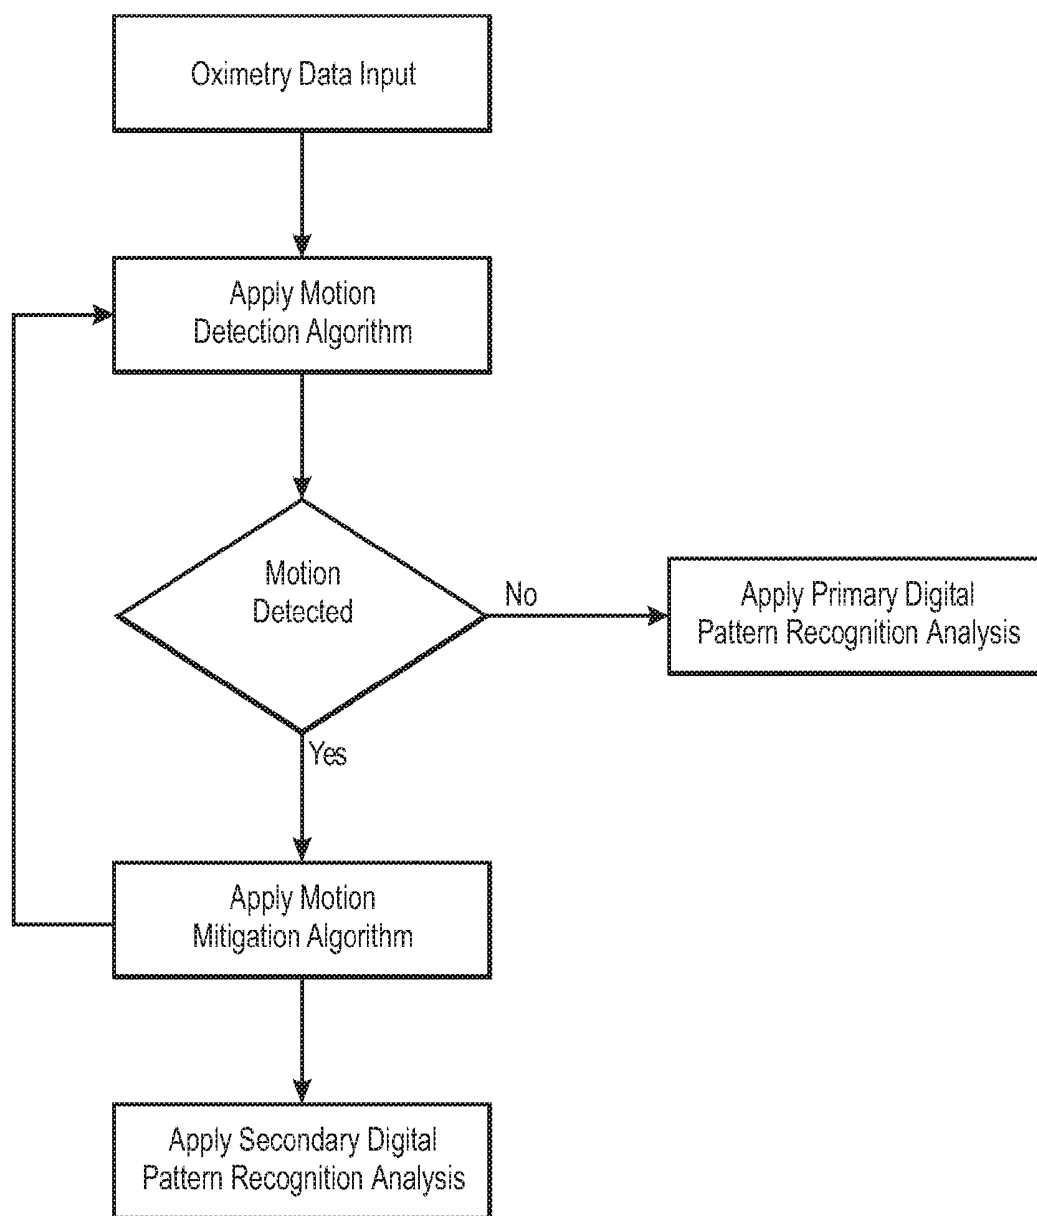 Oximetry Data Input
Apply Motion
Detection Algorithm
Motion
Detected
No
Apply Primary Digital
Pattern Recognition Analysis
Yes
Apply Motion
Mitigation Algorithm
Apply Secondary Digital
Pattern Recognition Analysis